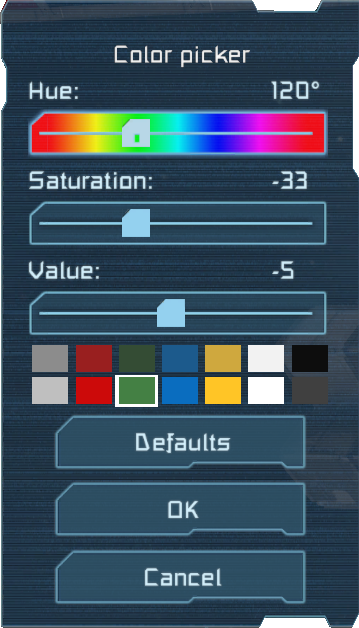 Color picker
Hue: 120°
Saturation: -33
Value: -5
Defaults
OK
Cancel